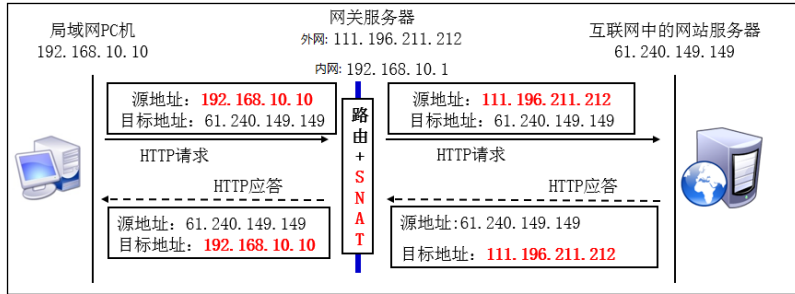 局域网PC机
192.168.10.10
网关服务器
外网: 111.196.211.212
内网: 192.168.10.1
互联网中的网站服务器
61.240.149.149
源地址: 192.168.10.10
目标地址: 61.240.149.149
HTTP请求
源地址: 111.196.211.212
目标地址: 61.240.149.149
HTTP请求
路由+SNAT
HTTP应答
源地址: 61.240.149.149
目标地址: 192.168.10.10
HTTP应答
源地址:61.240.149.149
目标地址: 111.196.211.212